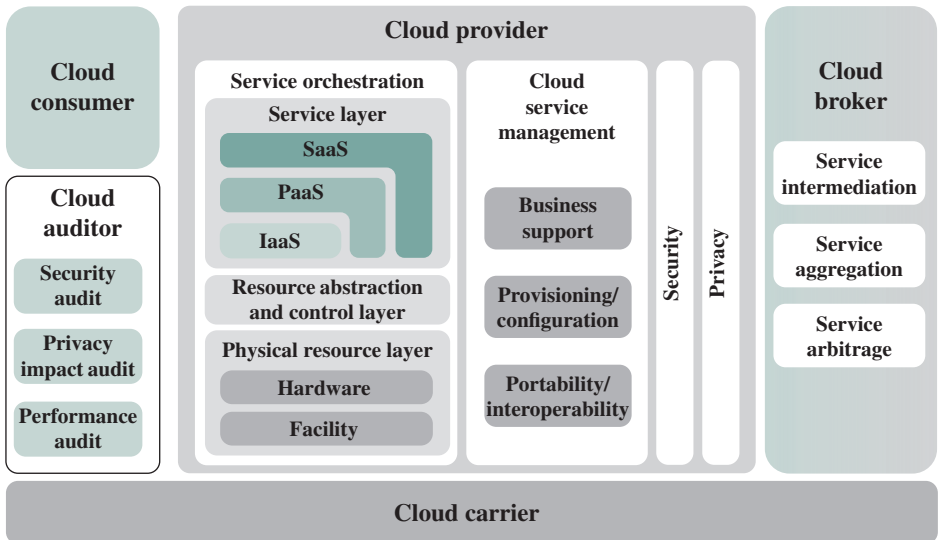 Cloud
consumer
Cloud
auditor
Security
audit
Privacy
impact audit
Performance
audit
Cloud provider
Service orchestration
Service layer
SaaS
PaaS
IaaS
Resource abstraction
and control layer
Physical resource layer
Hardware
Facility
Cloud
service
management
Business
support
Provisioning/
configuration
Portability/
interoperability
Security
Privacy
Cloud
broker
Service
intermediation
Service
aggregation
Service
arbitrage
Cloud carrier